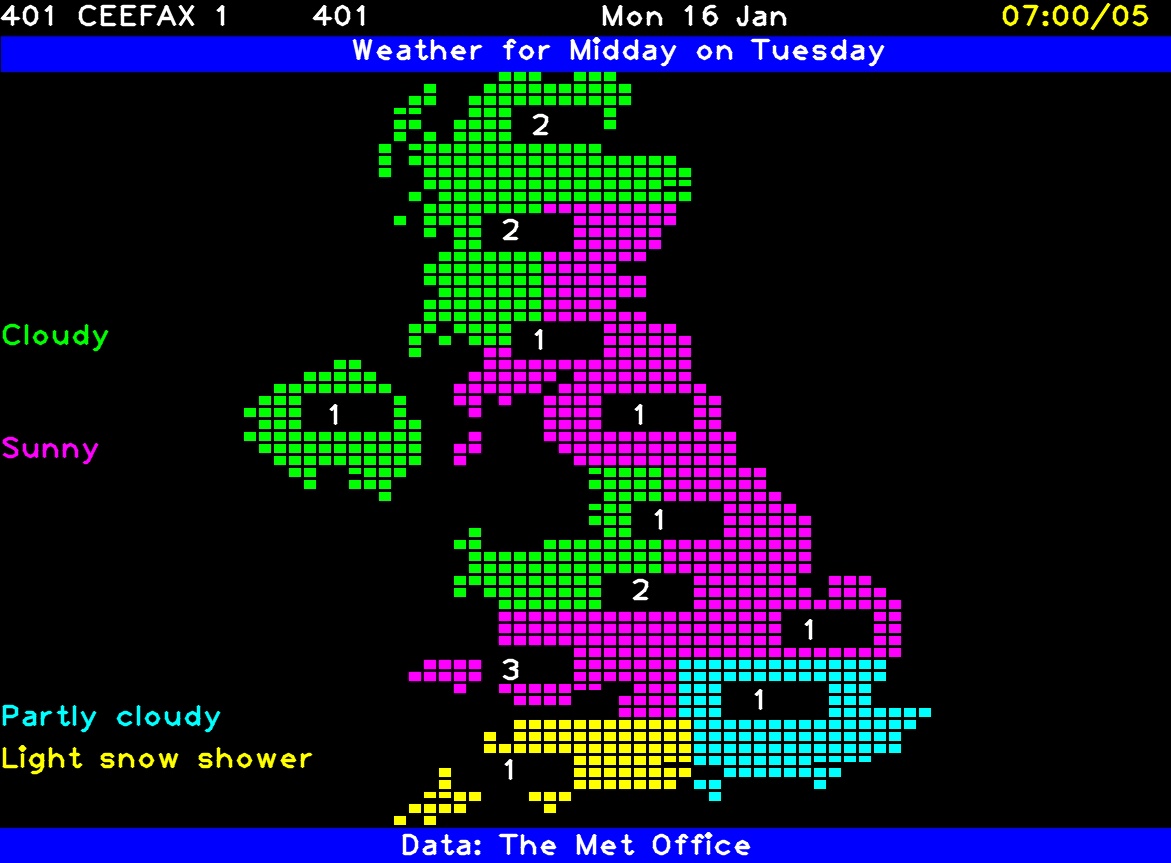 401 CEEFAX 1 401 Mon 16 Jan 07:00/05
Weather for Midday on Tuesday
2
2
Cloudy
1
1
1
Sunny
1
2
1
3
1
Partly cloudy
Light snow shower
1
Data: The Met Office